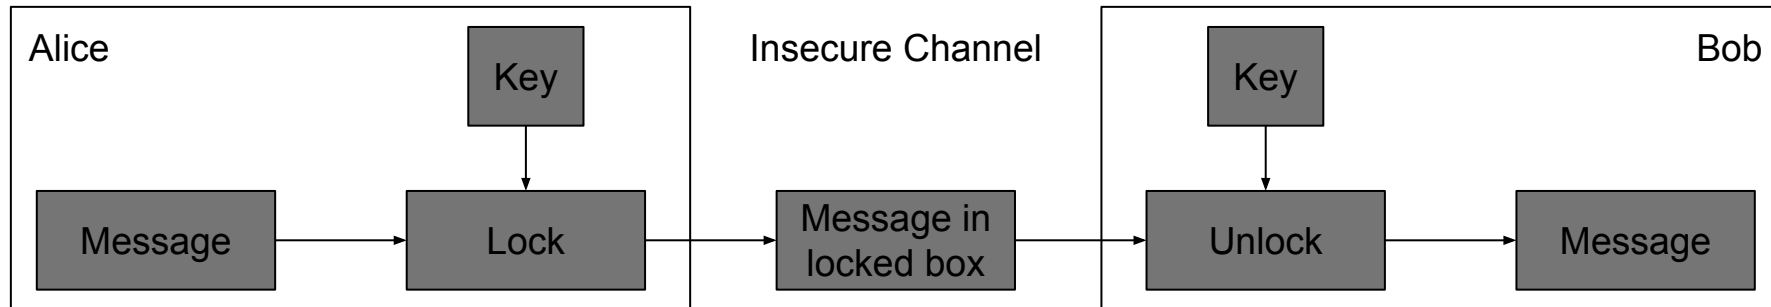 Alice
Insecure Channel
Bob
Key
Key
Message
Lock
Message in
locked box
Unlock
Message